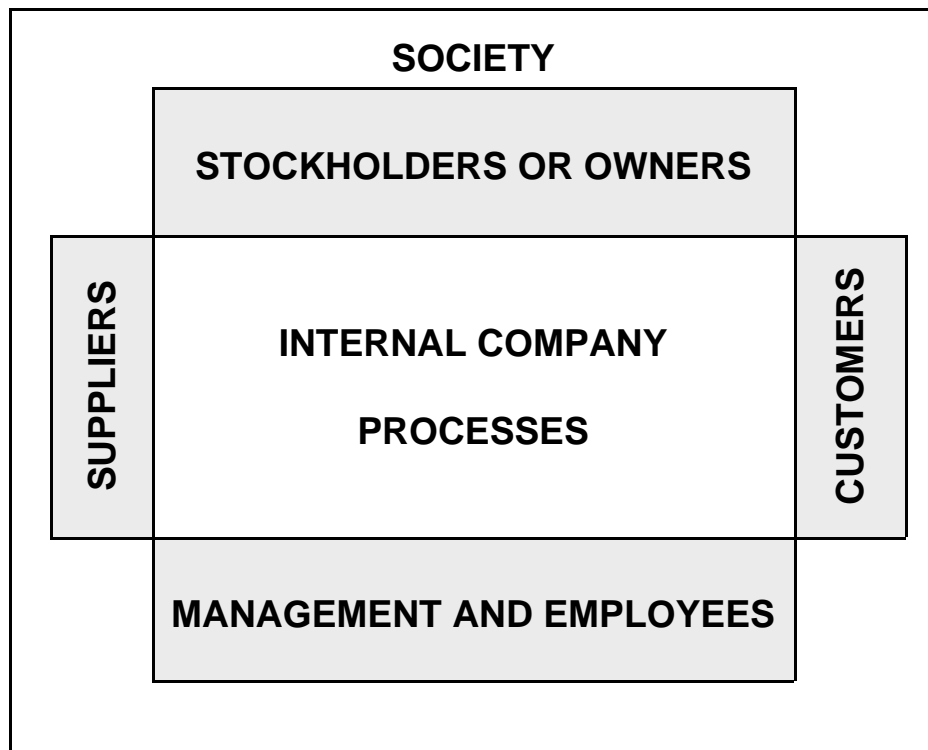 SOCIETY
STOCKHOLDERS OR OWNERS
SUPPLIERS
INTERNAL COMPANY
PROCESSES
CUSTOMERS
MANAGEMENT AND EMPLOYEES